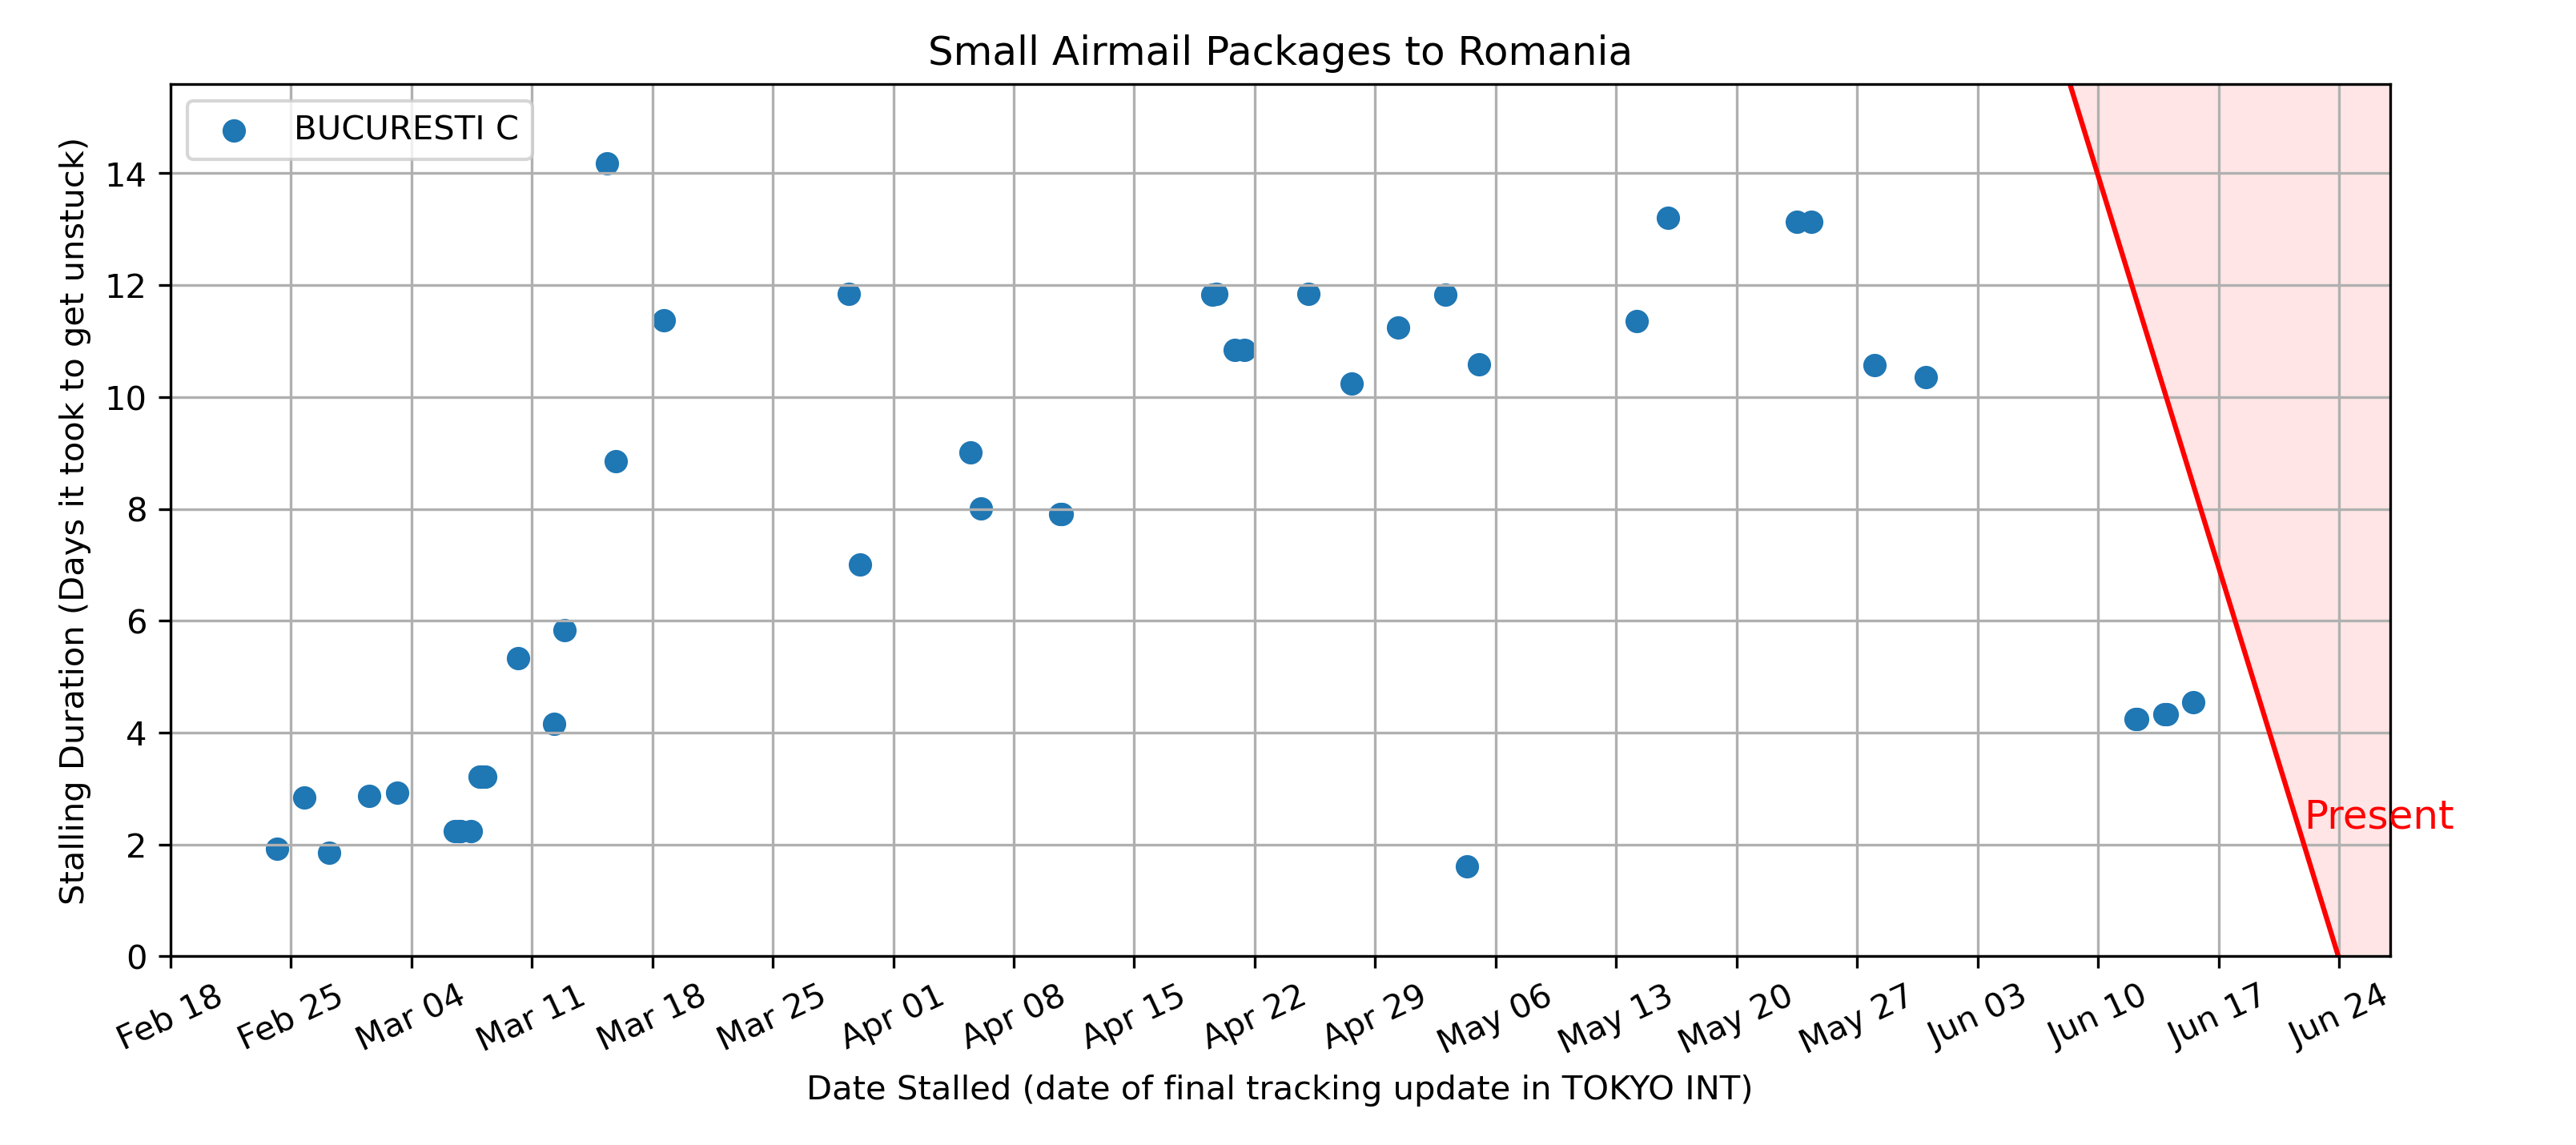 Small Airmail Packages to Romania
BUCURESTI C
Stalling Duration (Days it took to get unstuck)
14
12
10
8
6
4
2
0
Present
Feb 18
Feb 25
Mar 04
Mar 11
Mar 18
Mar 25
Apr 01
Apr 08
Apr 15
Apr 22
Apr 29
May 06
May 13
May 20
May 27
Jun 03
Jun 10
Jun 17
Jun 24
Date Stalled (date of final tracking update in TOKYO INT)